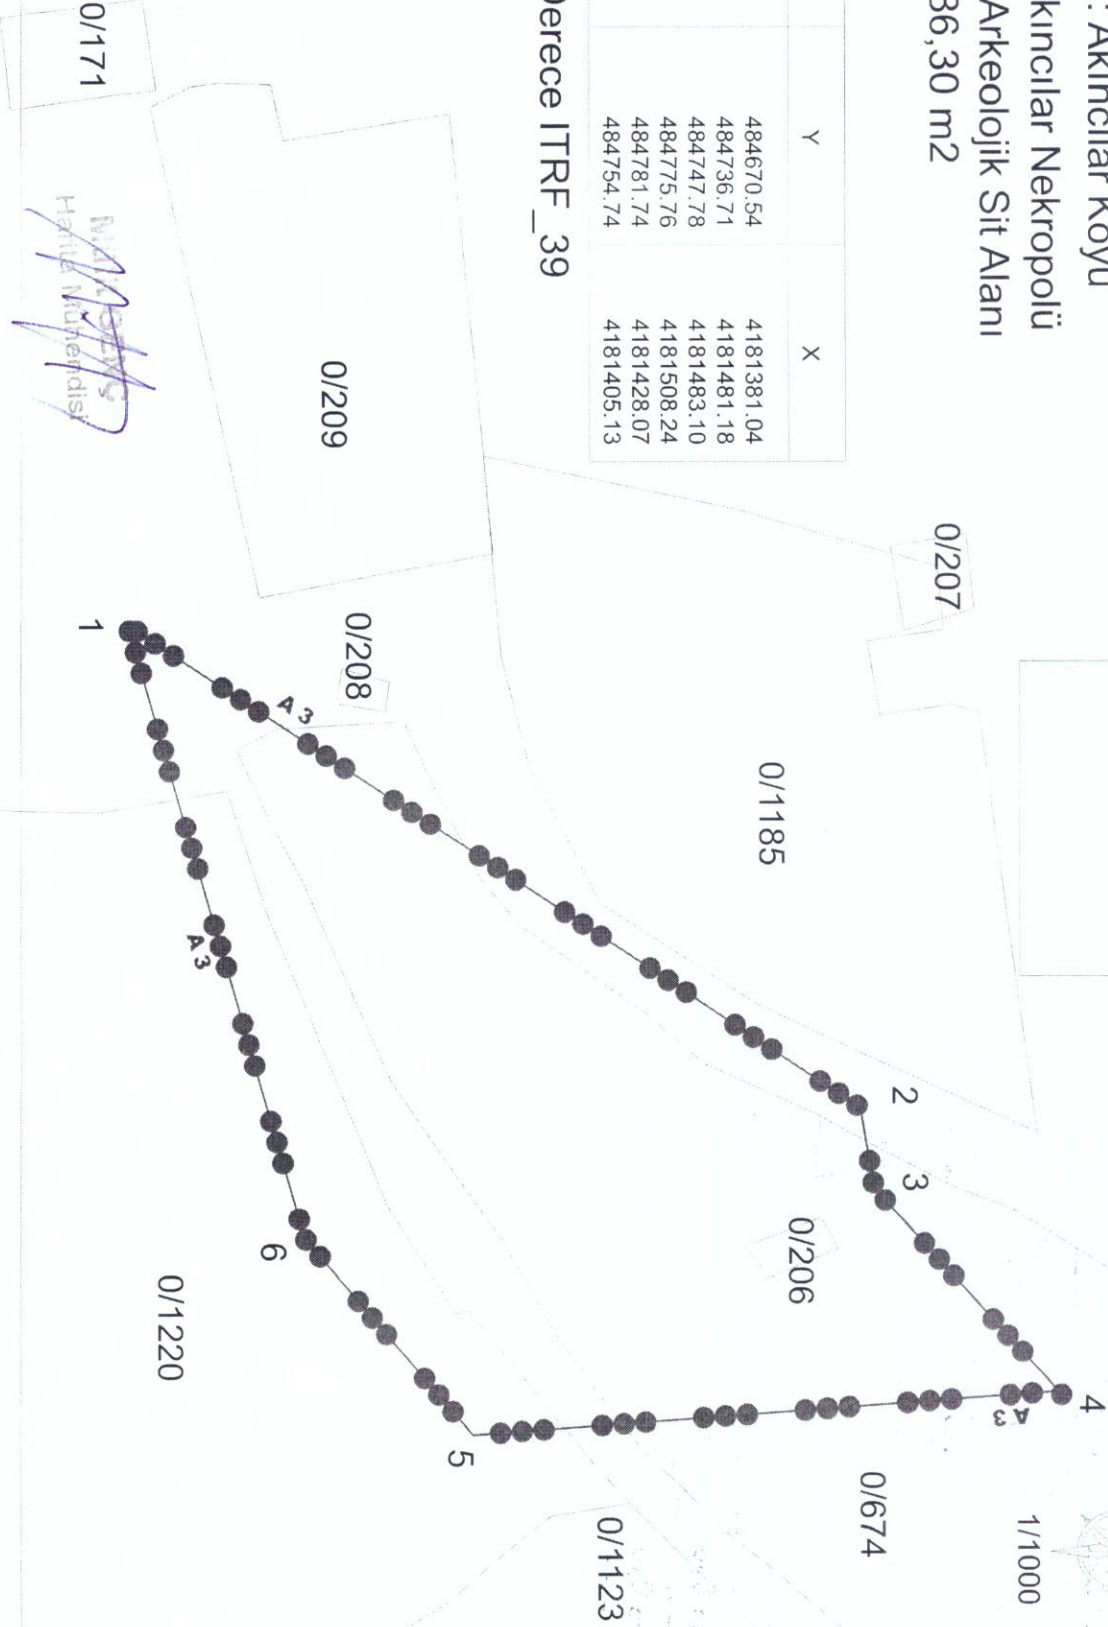 : Akıncılar Köyü
kıncılar Nekropolü
Arkeolojik Sit Alanı
36,30 m2
Y X
484670.54 4181381.04
484736.71 4181481.18
484747.78 4181483.10
484775.76 4181508.24
484781.74 4181428.07
484754.74 4181405.13
Derece ITRF_39
1/1000
0/207
0/1185
4
A3
2
3
0/674
0/206
0/1123
5
0/209
0/208
A3
6
0/1220
A3
1
0/171
Harita Mühendisi